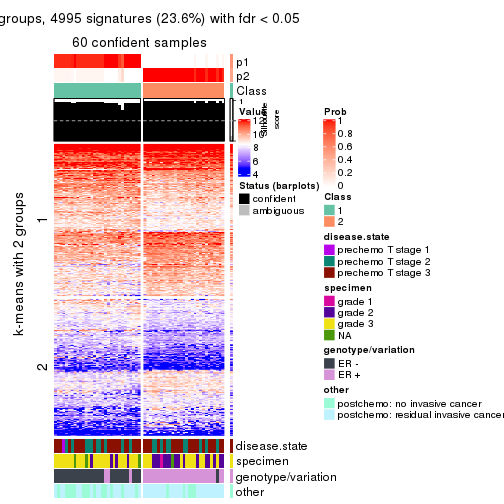 groups, 4995 signatures (23.6%) with fdr < 0.05
60 confident samples
p1
p2
Class
1
Silhouette
score
k-means with 2 groups
1
2
disease.state
specimen
genotype/variation
other
Value
12
8
6
4
Status (barplots)
confident
ambiguous
Prob
1
0.8
0.6
0.4
0.2
0
Class
1
2
disease.state
prechemo T stage 1
prechemo T stage 2
prechemo T stage 3
specimen
grade 1
grade 2
grade 3
NA
genotype/variation
ER -
ER +
other
postchemo: no invasive cancer
postchemo: residual invasive cancer